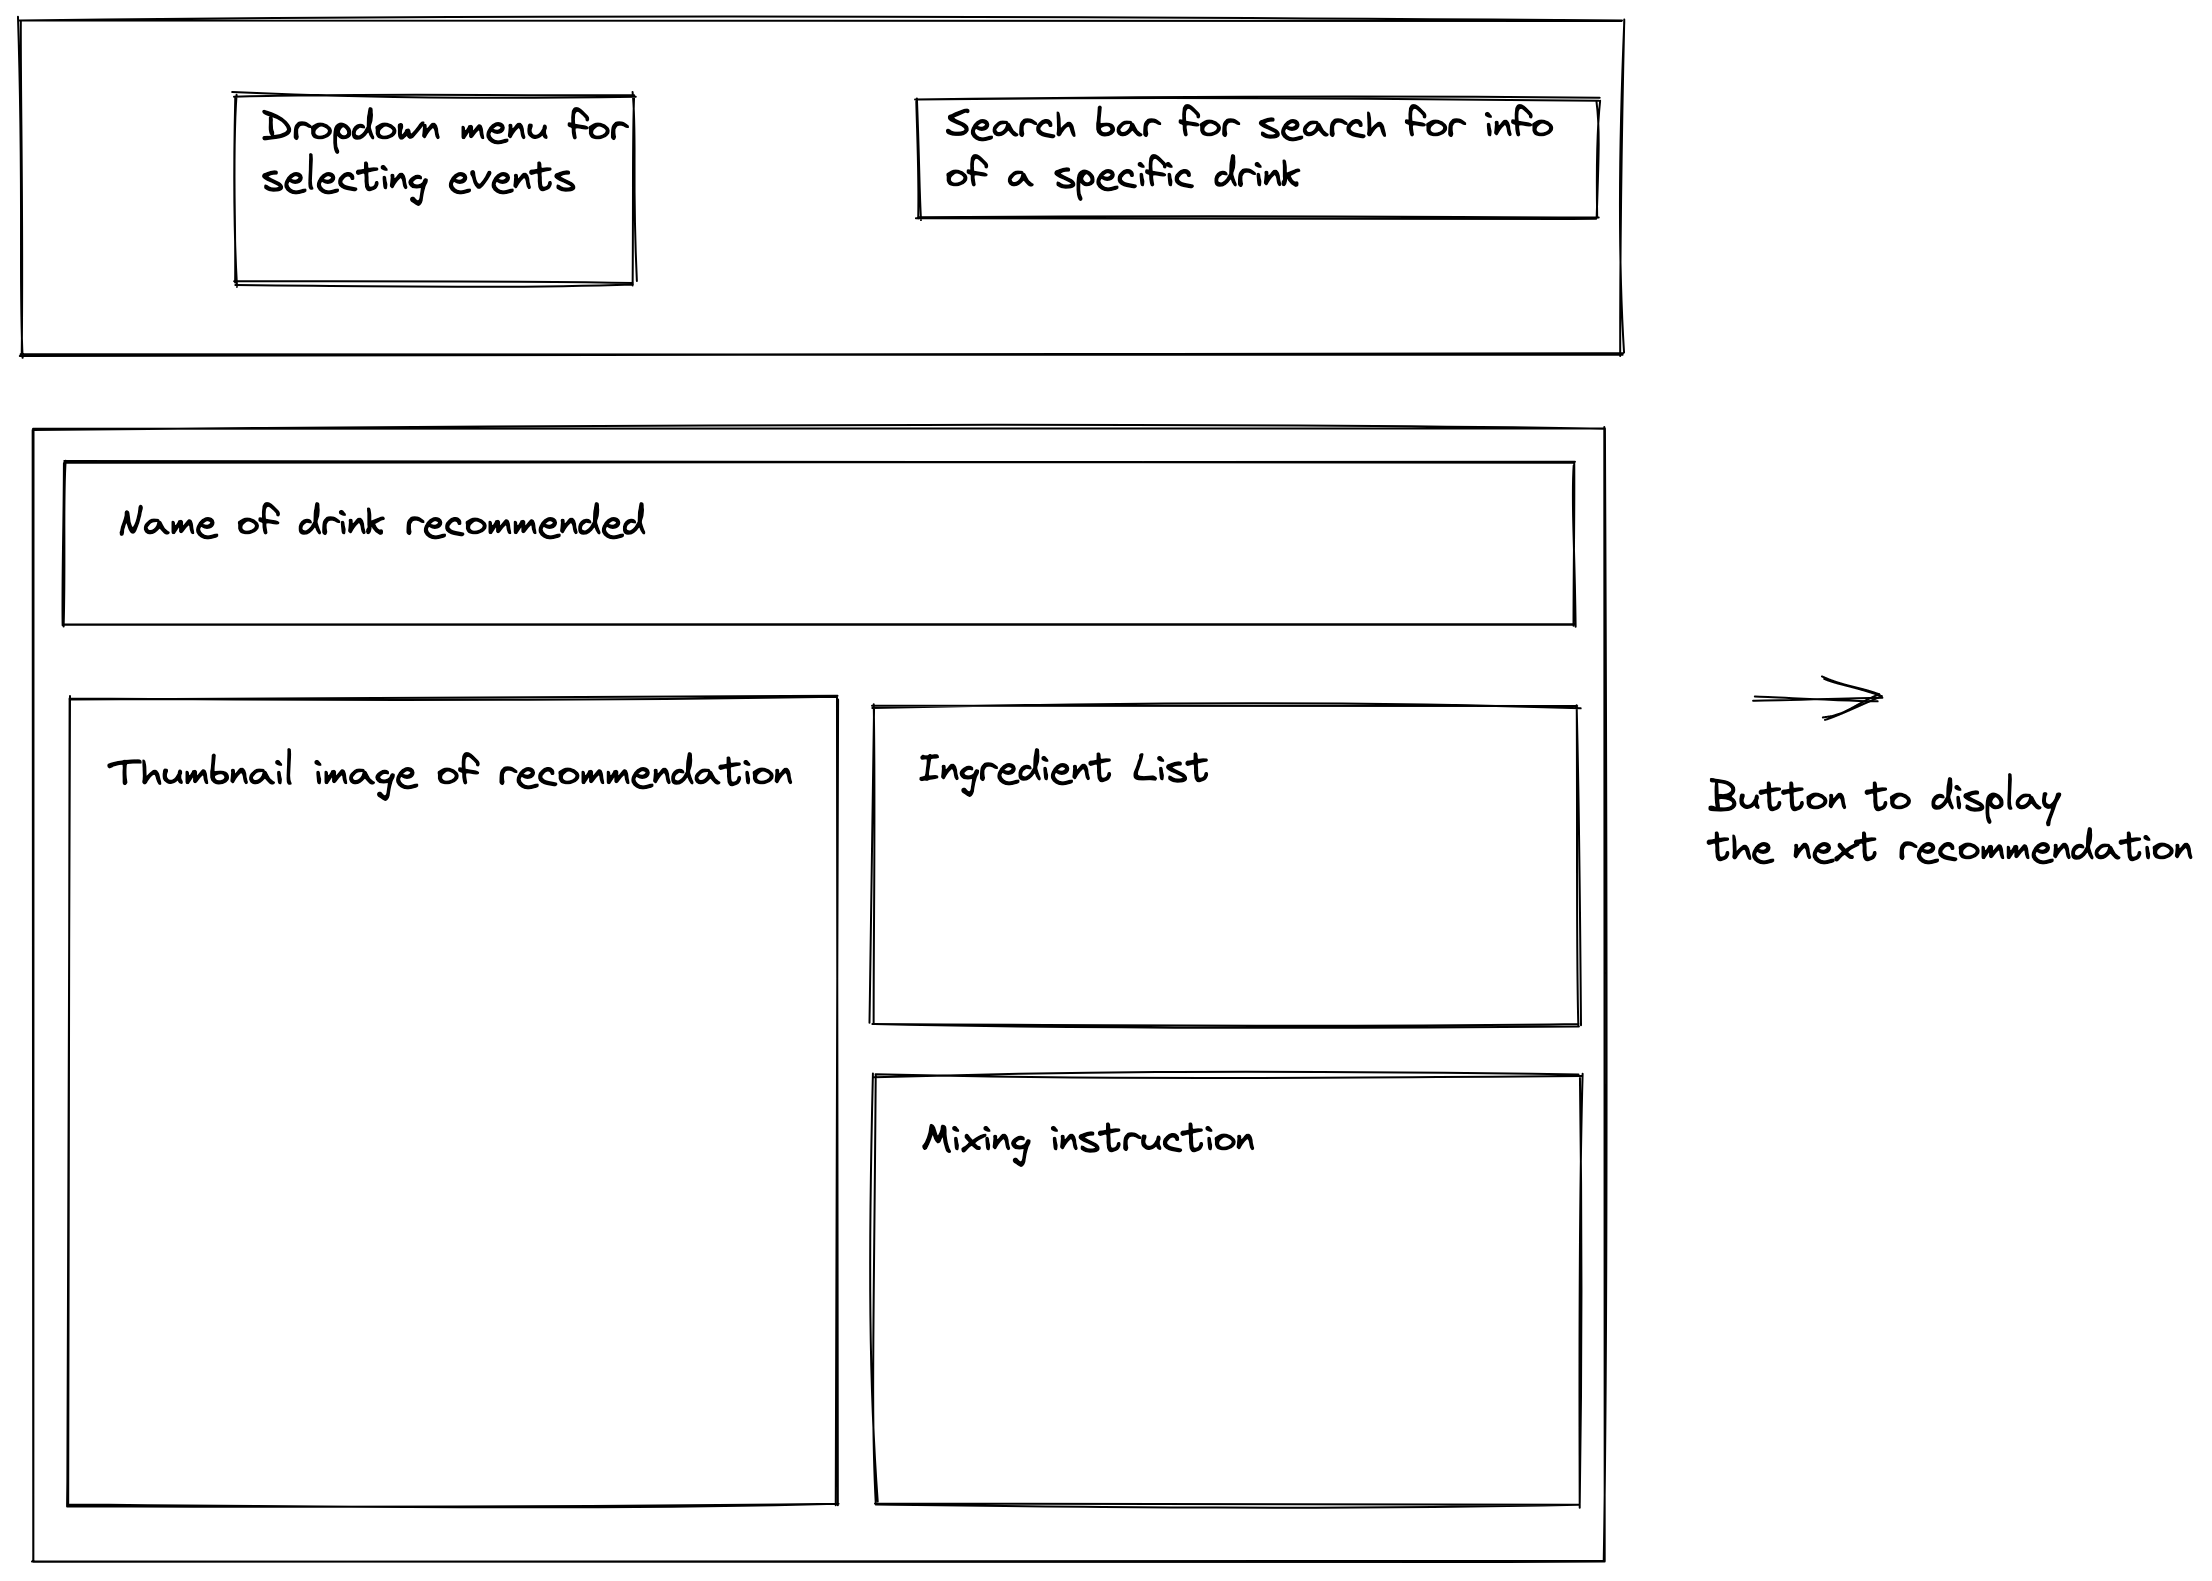 Dropdown menu for
selecting events
Search bar for search for info
of a specific drink
Name of drink recommended
Thumbnail image of recommendation
Ingredient List
Mixing instruction
Button to display
the next recommendation